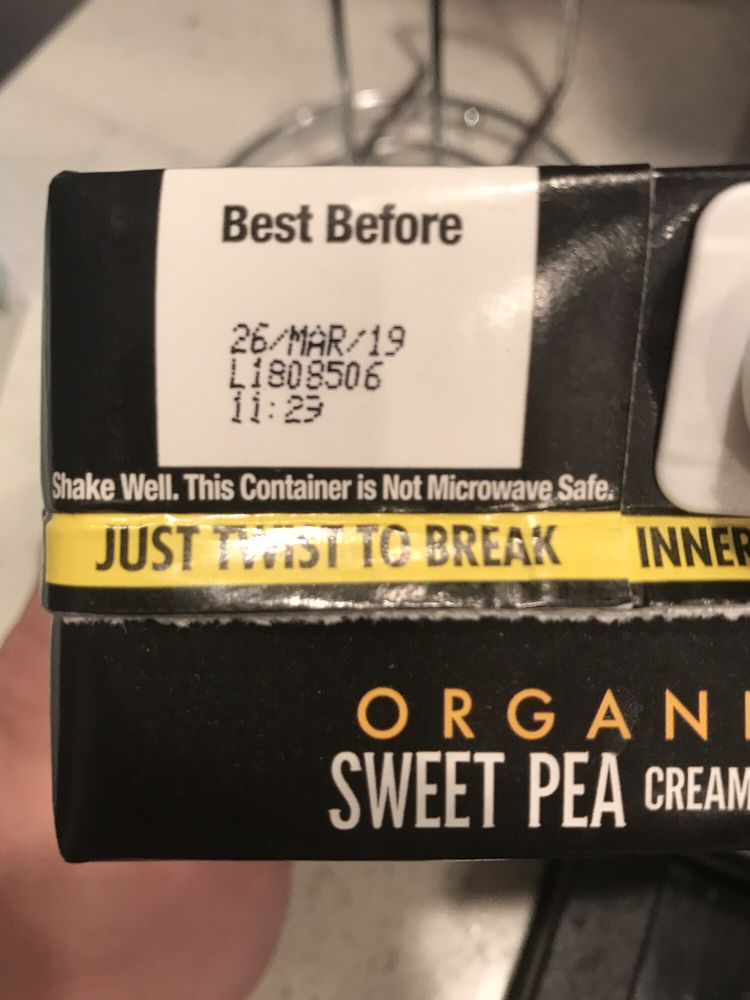 Best Before
26/MAR/19
L1808506
11:23
Shake Well. This Container is Not Microwave Safe.
JUST TWIST TO BREAK INNER
ORGANI
SWEET PEA CREAM